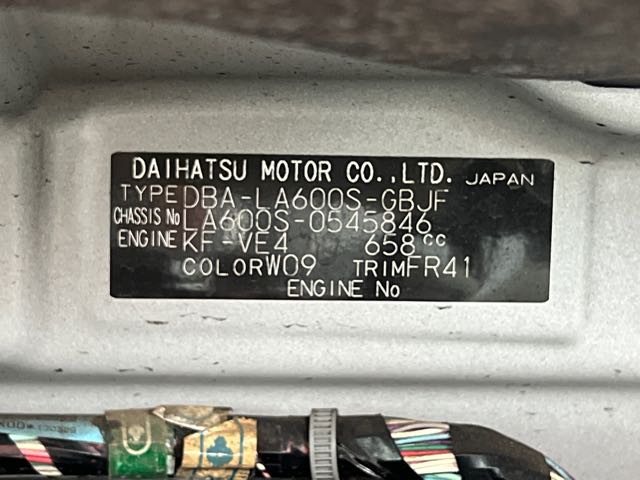 DAIHATSU MOTOR CO.,LTD. JAPAN
TYPE DBA-LA600S-GBJF
CHASSIS No LA600S-0545846
ENGINE KF-VE4 658cc
COLOR W09 TRIM FR41
ENGINE No